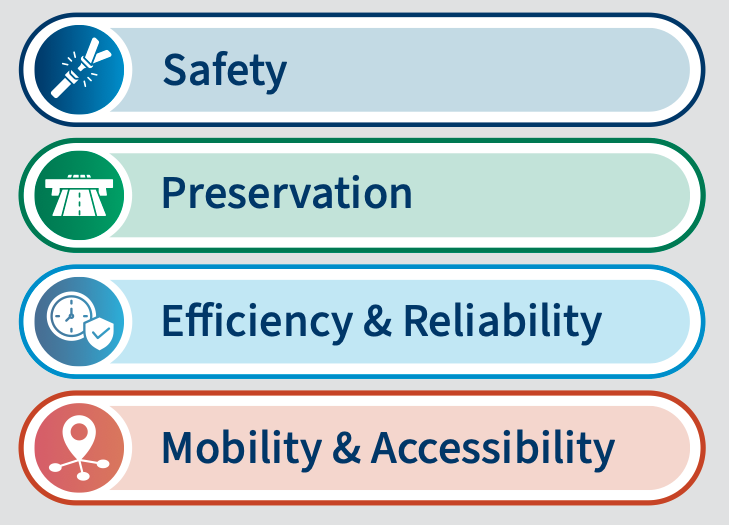 Safety
Preservation
Efficiency & Reliability
Mobility & Accessibility